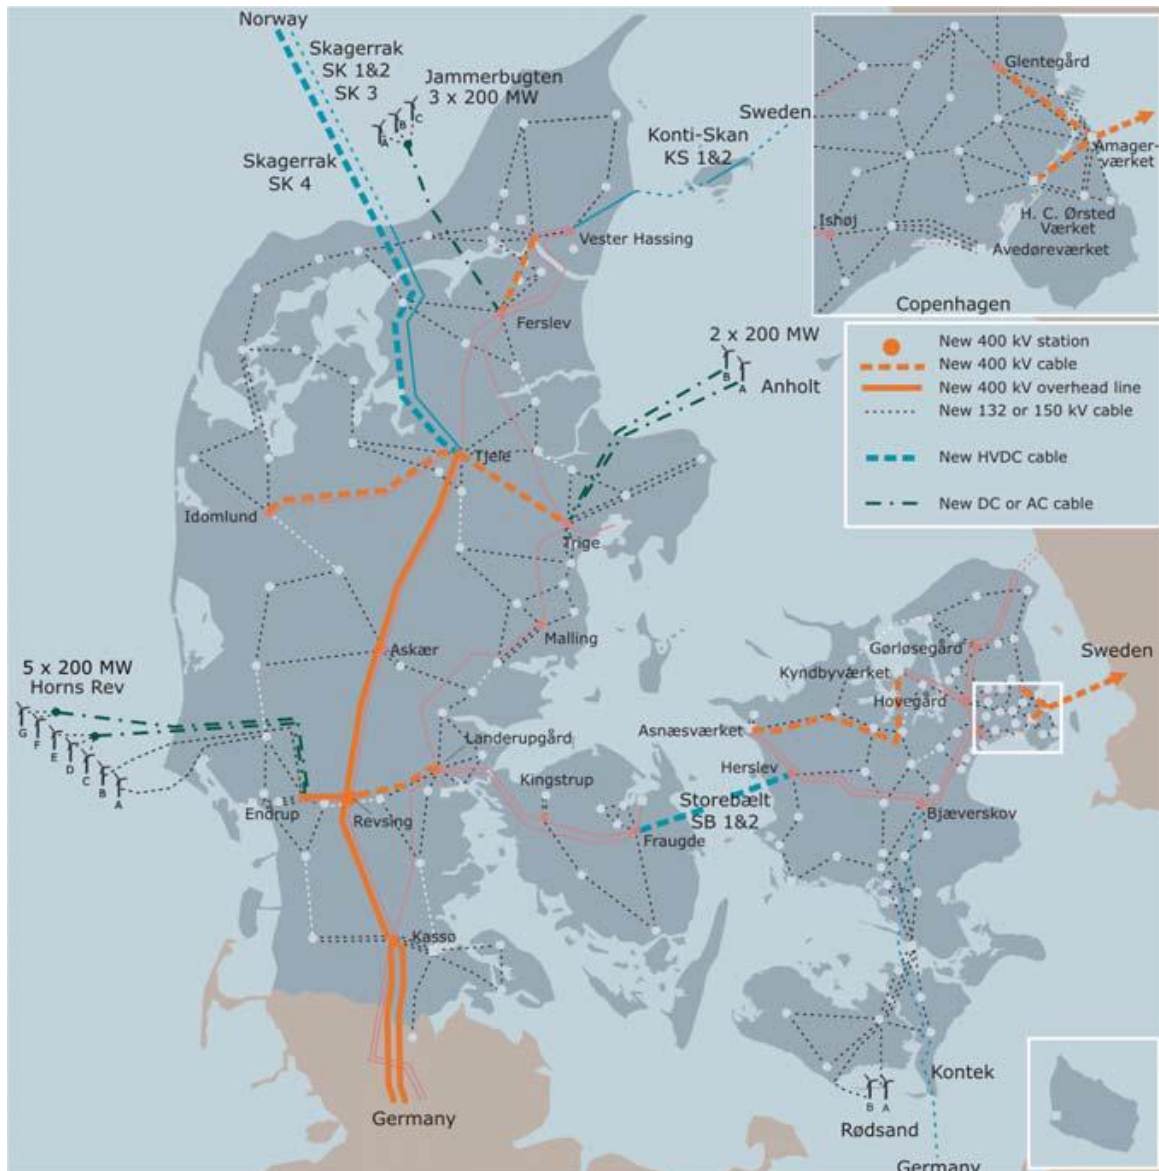 Norway
Skagerrak
SK 1&2
SK 3
Jammerbugten
3 x 200 MW
A
B
C
Skagerrak
SK 4
Konti-Skan
KS 1&2
Sweden
Vester Hassing
Ferslev
2 x 200 MW
B
A
Anholt
Glentegård
Amager-
værket
H. C. Ørsted
Værket
Ishøj
Avedøreværket
Copenhagen
New 400 kV station
New 400 kV cable
New 400 kV overhead line
New 132 or 150 kV cable
New HVDC cable
New DC or AC cable
Tjele
Idomlund
Trige
Askær
Malling
5 x 200 MW
Horns Rev
G
F
E
D
C
B
A
Endrup
Revsing
Landerupgård
Kingstrup
Fraugde
Storebælt
SB 1&2
Gørløsegård
Kyndbyværket
Hovegård
Asnæsværket
Herslev
Bjæverskov
Sweden
Kassø
Germany
Kontek
B
A
Rødsand
Germany